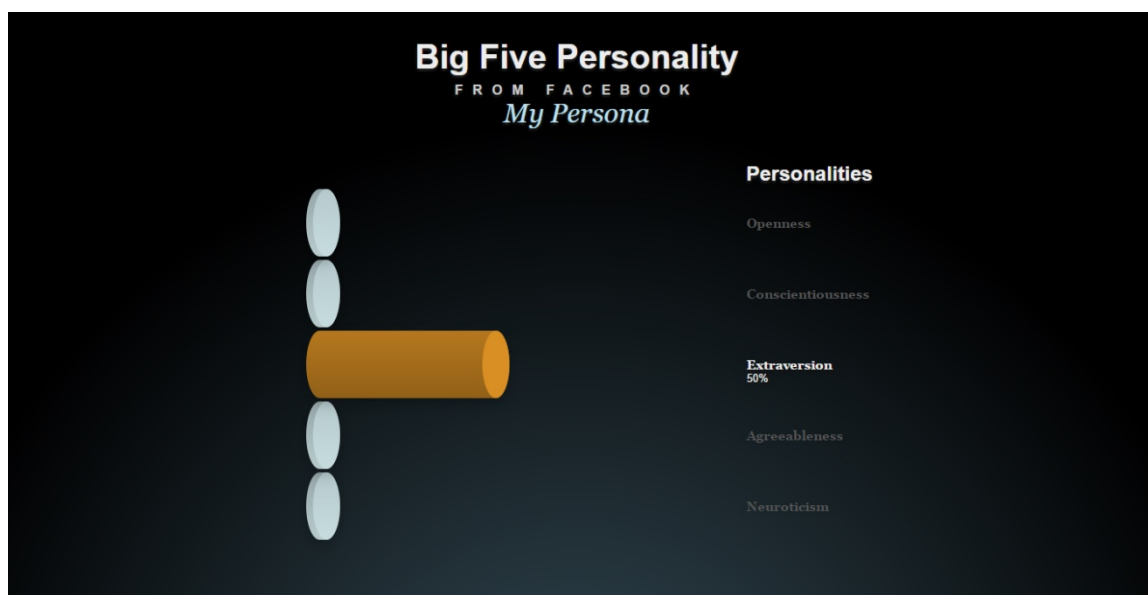 Big Five Personality
FROM FACEBOOK
My Persona
Personalities
Openness
Conscientiousness
Extraversion
50%
Agreeableness
Neuroticism